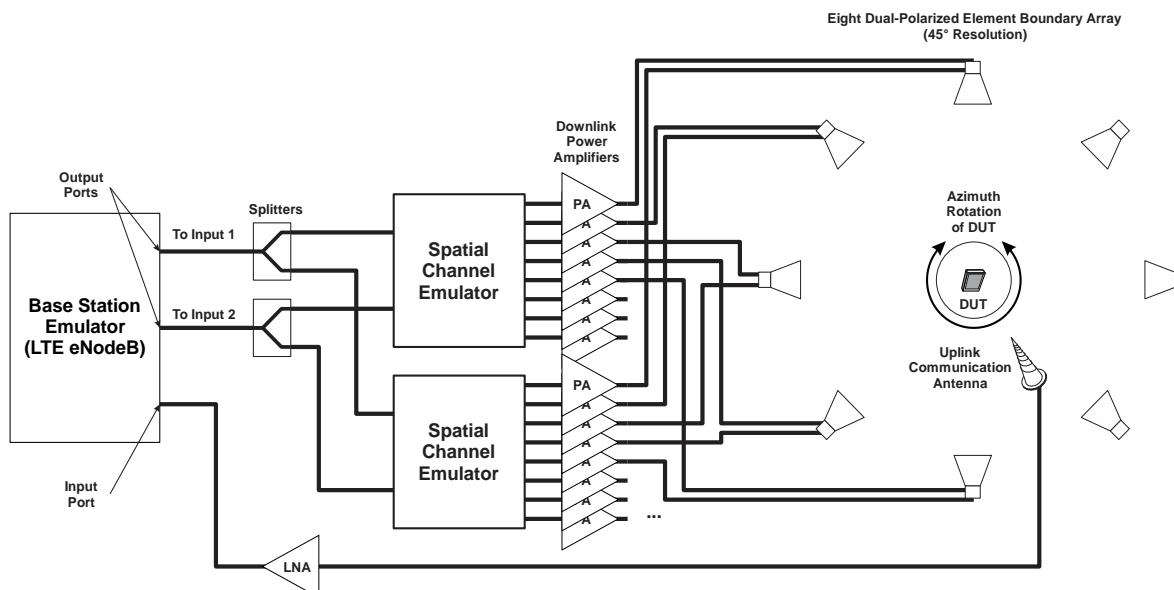 Eight Dual-Polarized Element Boundary Array
(45° Resolution)
Downlink
Power
Amplifiers
Output
Ports
Splitters
To Input 1
To Input 2
Base Station
Emulator
(LTE eNodeB)
Input
Port
Spatial
Channel
Emulator
PA
A
A
A
A
A
A
A
Spatial
Channel
Emulator
PA
A
A
A
A
A
A
A
...
Azimuth
Rotation
of DUT
DUT
Uplink
Communication
Antenna
LNA